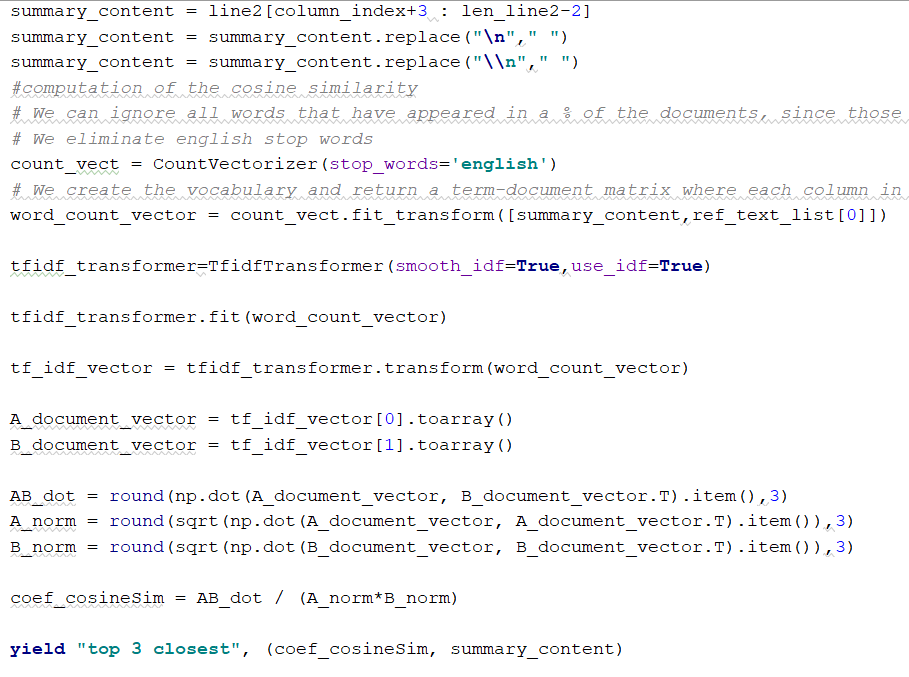 summary_content = line2[column_index+3 : len_line2-2]
summary_content = summary_content.replace("\n"," ")
summary_content = summary_content.replace("\\n"," ")
#computation of the cosine similarity
# We can ignore all words that have appeared in a % of the documents, since those
# We eliminate english stop words
count_vect = CountVectorizer(stop_words='english')
# We create the vocabulary and return a term-document matrix where each column in
word_count_vector = count_vect.fit_transform([summary_content,ref_text_list[0]])
tfidf_transformer=TfidfTransformer(smooth_idf=True,use_idf=True)
tfidf_transformer.fit(word_count_vector)
tf_idf_vector = tfidf_transformer.transform(word_count_vector)
A_document_vector = tf_idf_vector[0].toarray()
B_document_vector = tf_idf_vector[1].toarray()
AB_dot = round(np.dot(A_document_vector, B_document_vector.T).item(),3)
A_norm = round(sqrt(np.dot(A_document_vector, A_document_vector.T).item()),3)
B_norm = round(sqrt(np.dot(B_document_vector, B_document_vector.T).item()),3)
coef_cosineSim = AB_dot / (A_norm*B_norm)
yield "top 3 closest", (coef_cosineSim, summary_content)